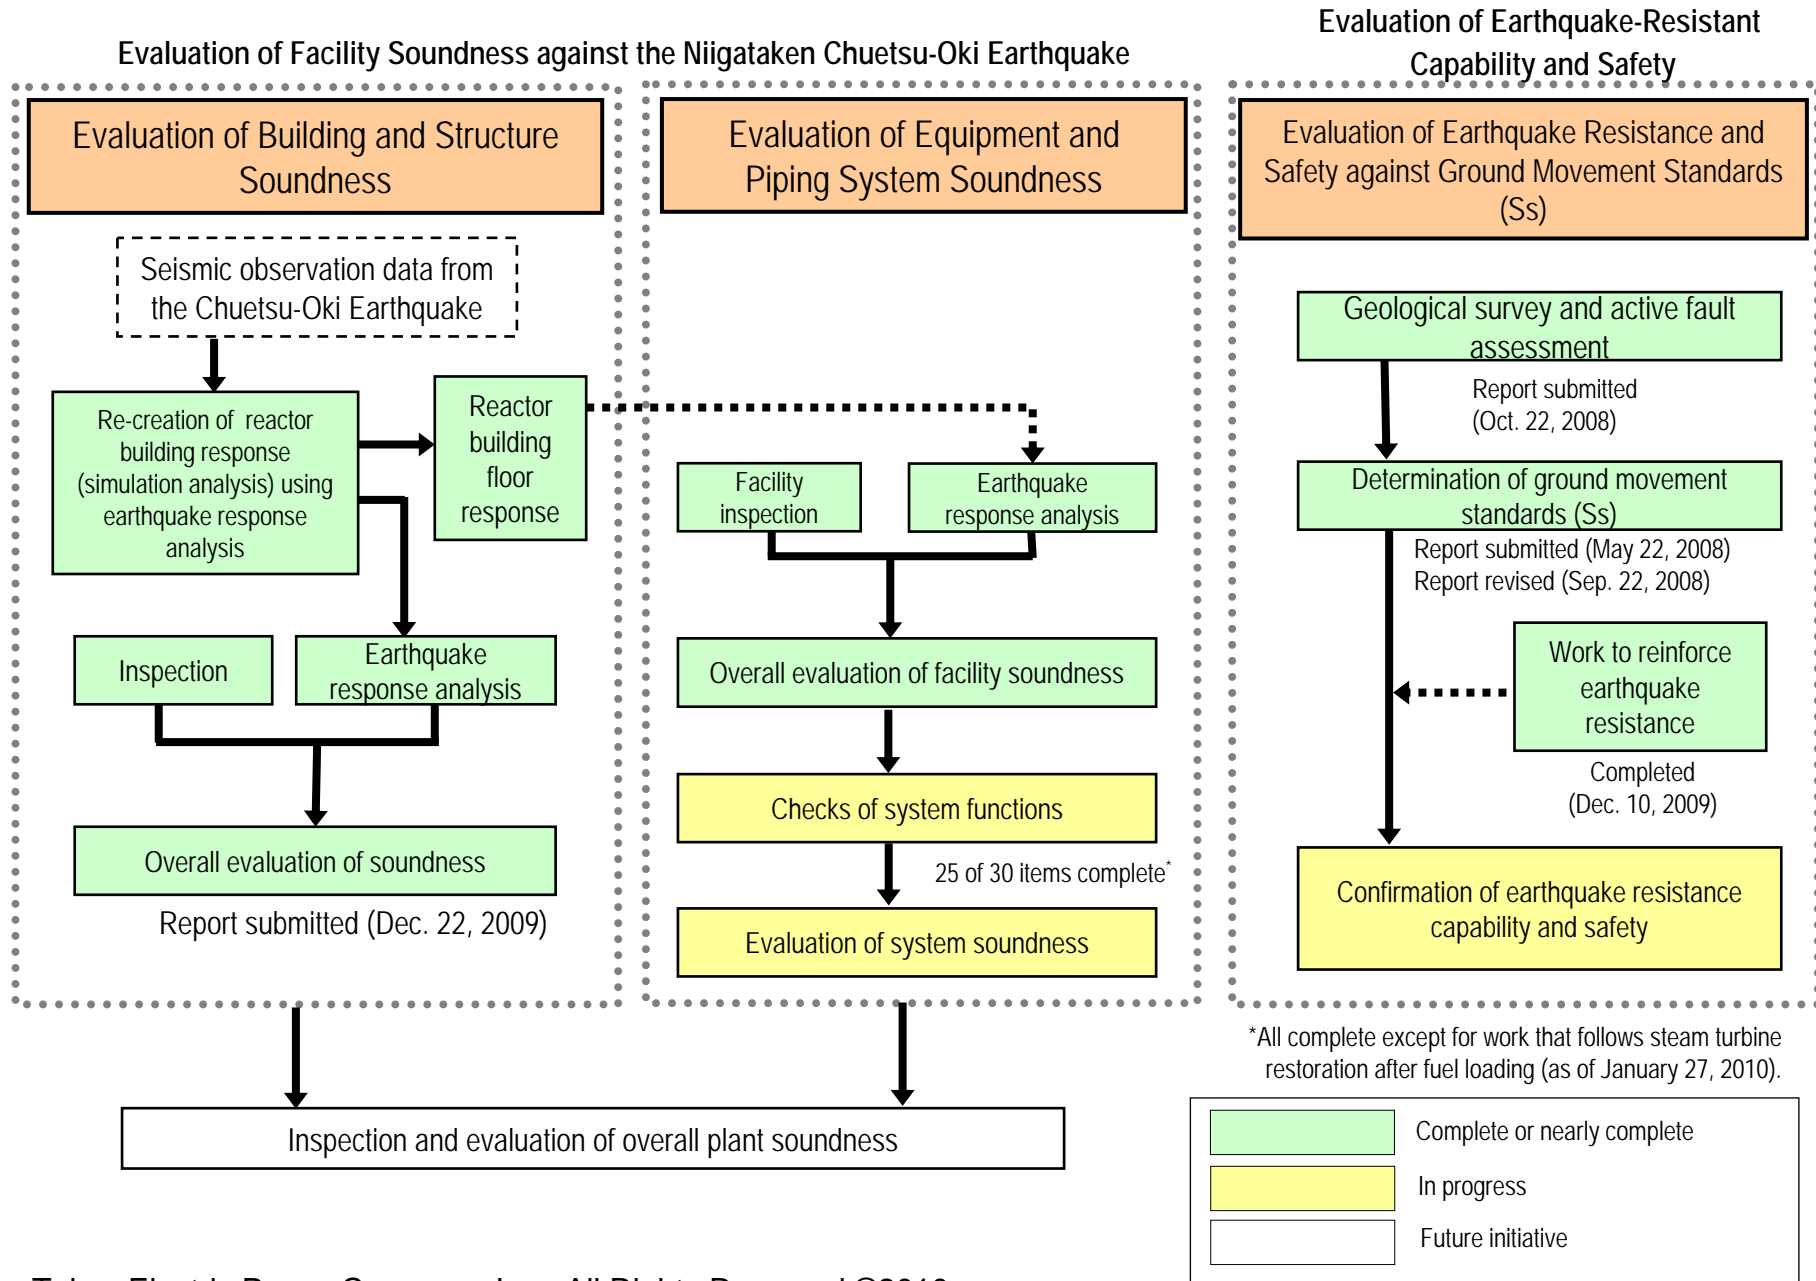 Evaluation of Facility Soundness against the Niigataken Chuetsu-Oki Earthquake
Evaluation of Building and Structure
Soundness
Seismic observation data from
the Chuetsu-Oki Earthquake
Re-creation of reactor
building response
(simulation analysis) using
earthquake response
analysis
Reactor
building
floor
response
Inspection
Earthquake
response analysis
Overall evaluation of soundness
Report submitted (Dec. 22, 2009)
Evaluation of Equipment and
Piping System Soundness
Facility
inspection
Earthquake
response analysis
Overall evaluation of facility soundness
Checks of system functions
25 of 30 items complete*
Evaluation of system soundness
Inspection and evaluation of overall plant soundness
Evaluation of Earthquake-Resistant
Capability and Safety
Evaluation of Earthquake Resistance and
Safety against Ground Movement Standards
(Ss)
Geological survey and active fault
assessment
Report submitted
(Oct. 22, 2008)
Determination of ground movement
standards (Ss)
Report submitted (May 22, 2008)
Report revised (Sep. 22, 2008)
Work to reinforce
earthquake
resistance
Completed
(Dec. 10, 2009)
Confirmation of earthquake resistance
capability and safety
*All complete except for work that follows steam turbine
restoration after fuel loading (as of January 27, 2010).
Complete or nearly complete
In progress
Future initiative